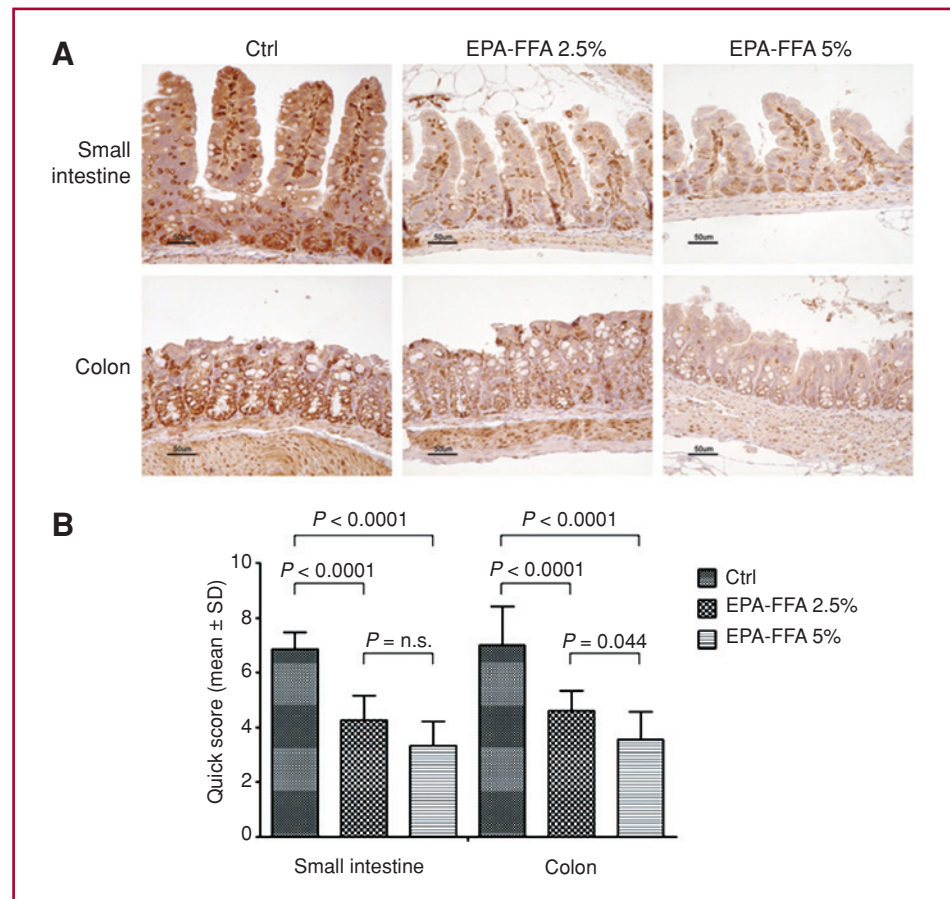 A
Ctrl
EPA-FFA 2.5%
EPA-FFA 5%
Small
intestine
50um
50um
50um
Colon
50um
50um
50um
B
P < 0.0001
P < 0.0001
P < 0.0001
P < 0.0001
P = n.s.
P = 0.044
Quick score (mean ± SD)
10
8
6
4
2
0
Small intestine
Colon
Ctrl
EPA-FFA 2.5%
EPA-FFA 5%